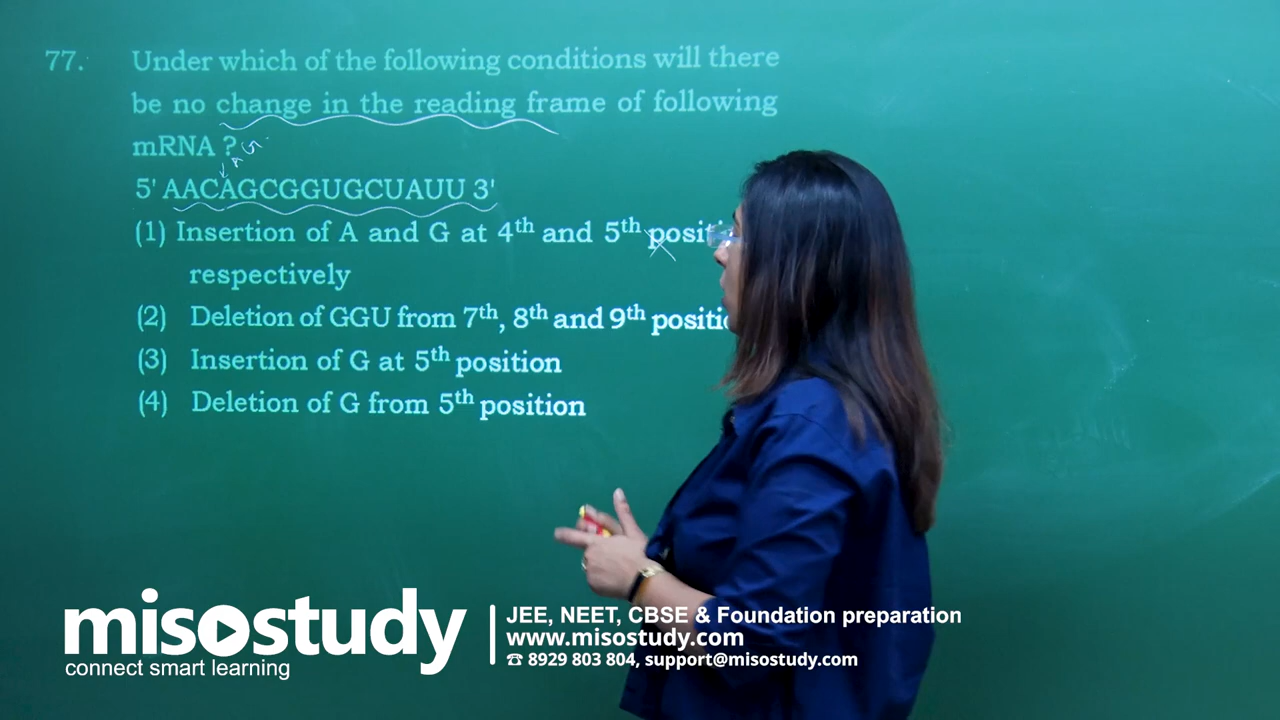 77. Under which of the following conditions will there
be no change in the reading frame of following
mRNA ?
A G
5' AACAGCGGUGCUAUU 3'
(1) Insertion of A and G at 4th and 5th
respectively
(2) Deletion of GGU from 7th, 8th and 9th
(3) Insertion of G at 5th position
(4) Deletion of G from 5th position
misostudy
connect smart learning
JEE, NEET, CBSE & Foundation preparation
www.misostudy.com
☎ 8929 803 804, support@misostudy.com